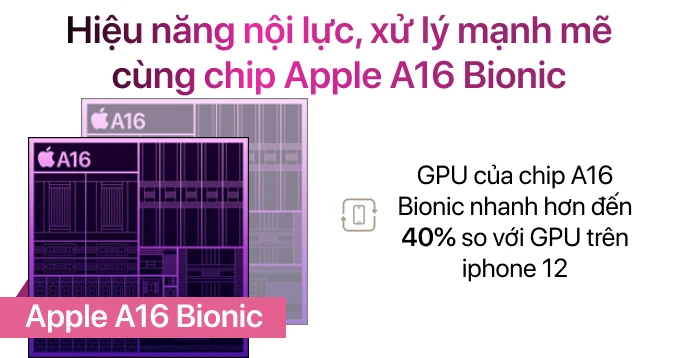 Hiệu năng nội lực, xử lý mạnh mẽ
cùng chip Apple A16 Bionic
A16
A16
GPU của chip A16
Bionic nhanh hơn đến
40% so với GPU trên
iphone 12
Apple A16 Bionic